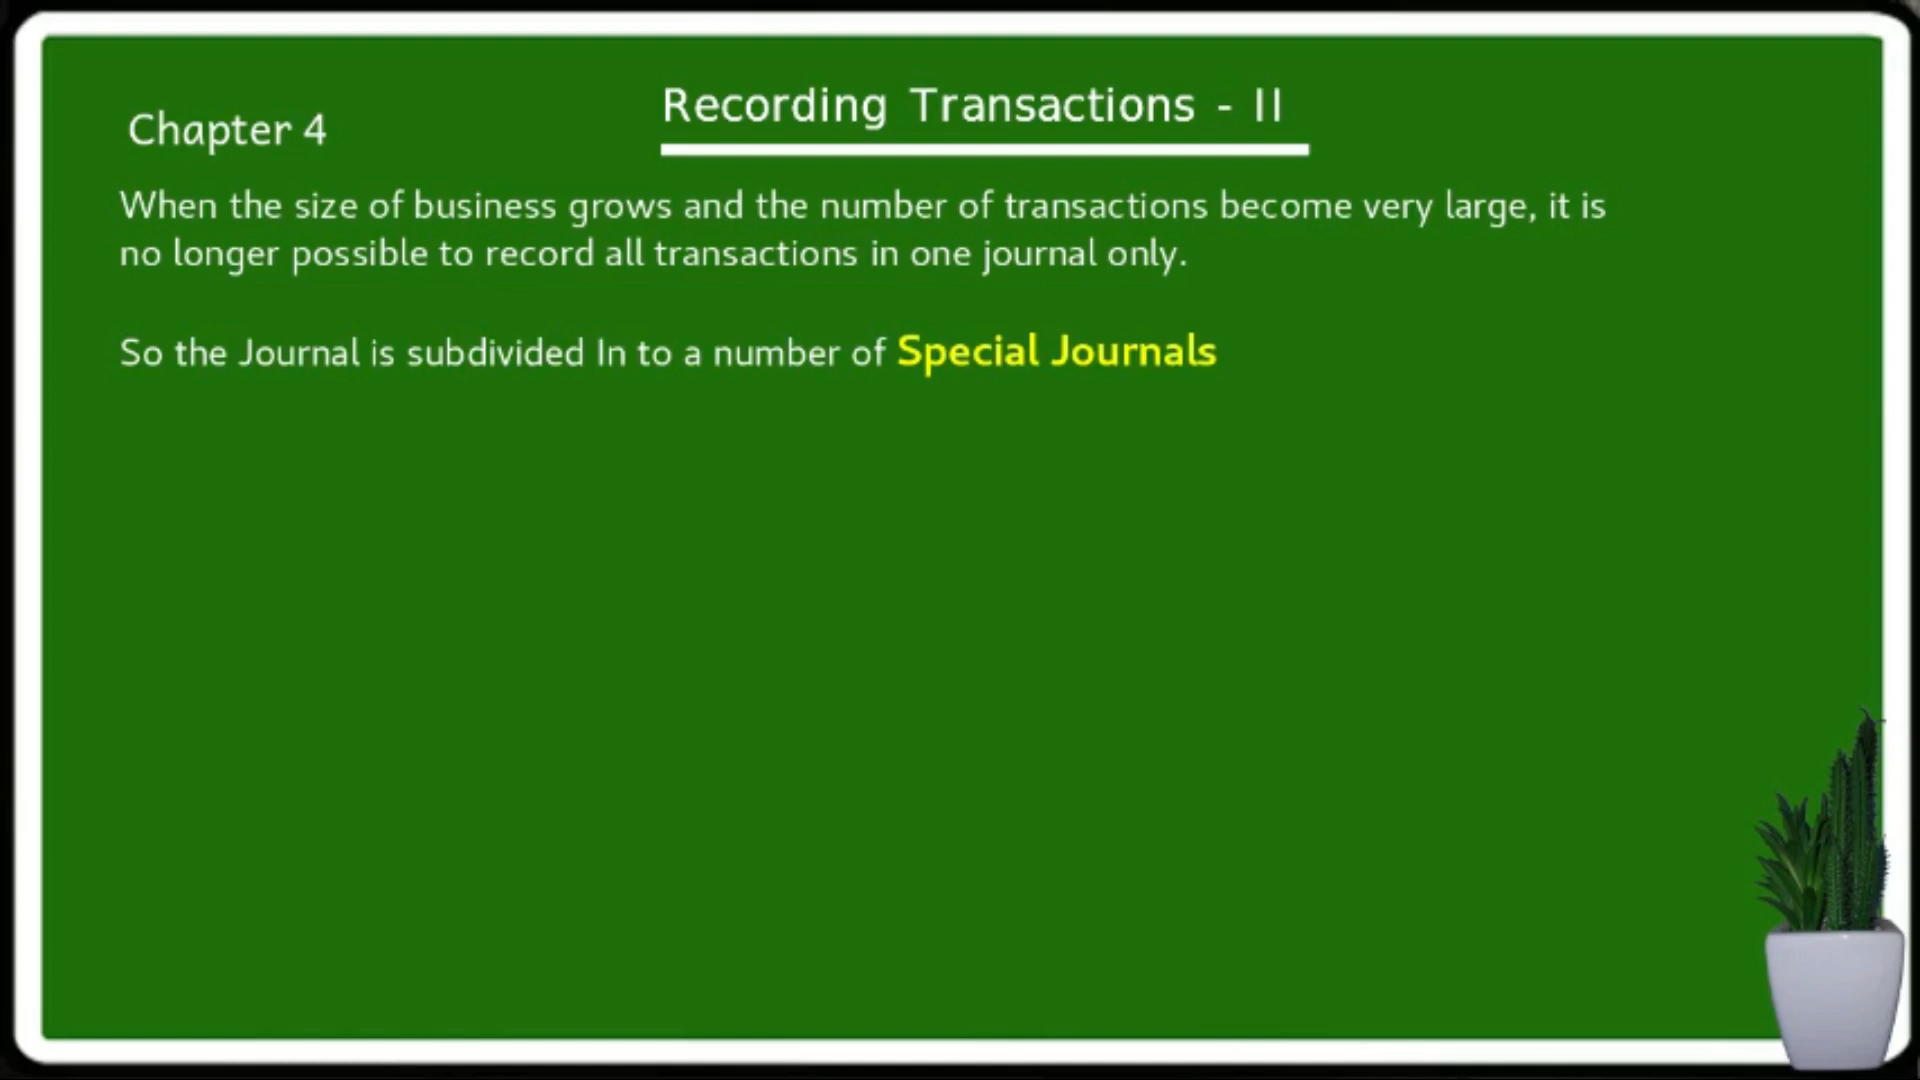 Chapter 4
Recording Transactions - II
When the size of business grows and the number of transactions become very large, it is
no longer possible to record all transactions in one journal only.
So the Journal is subdivided In to a number of Special Journals